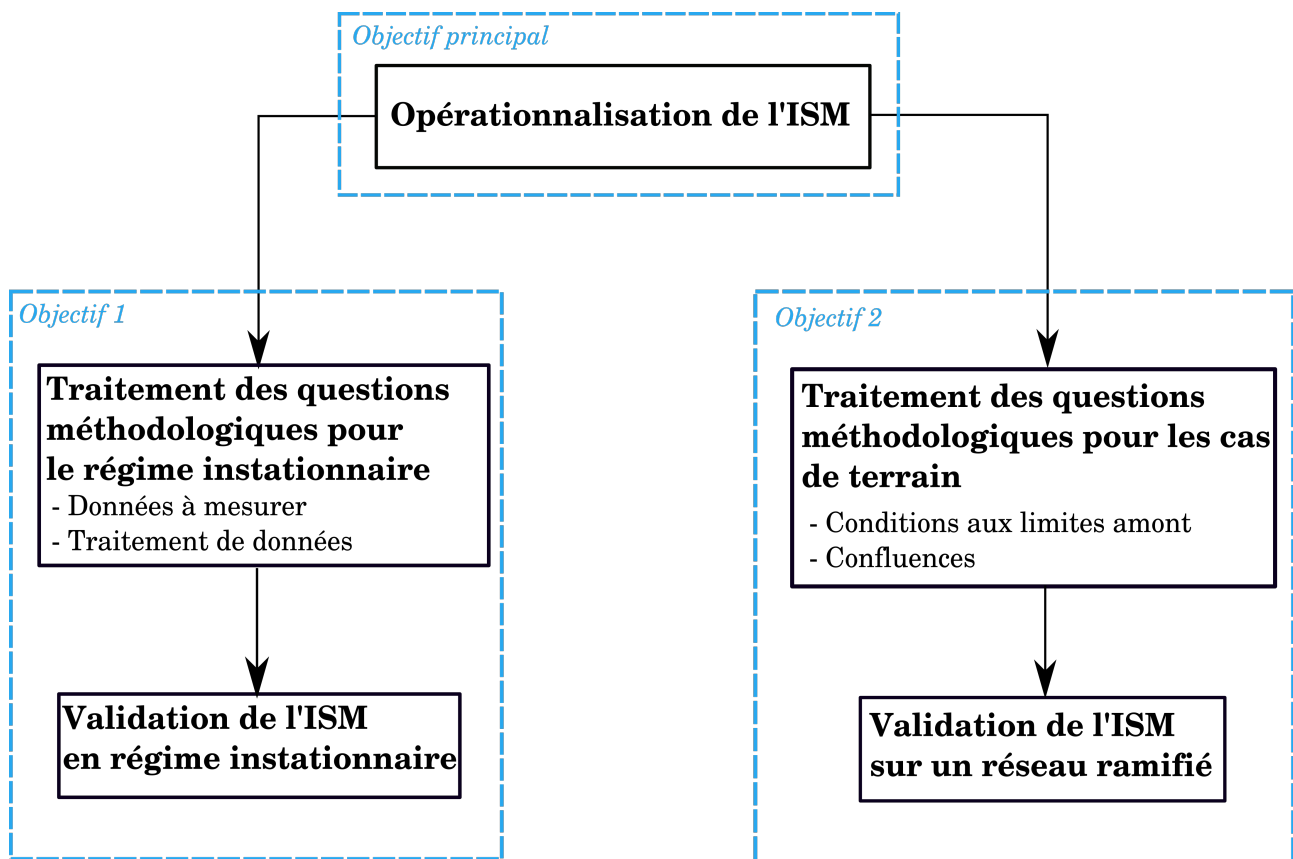 Objectif principal
Opérationnalisation de l'ISM
Objectif 1
Traitement des questions
méthodologiques pour
le régime instationnaire
- Données à mesurer
- Traitement de données
Validation de l'ISM
en régime instationnaire
Objectif 2
Traitement des questions
méthodologiques pour les cas
de terrain
- Conditions aux limites amont
- Confluences
Validation de l'ISM
sur un réseau ramifié